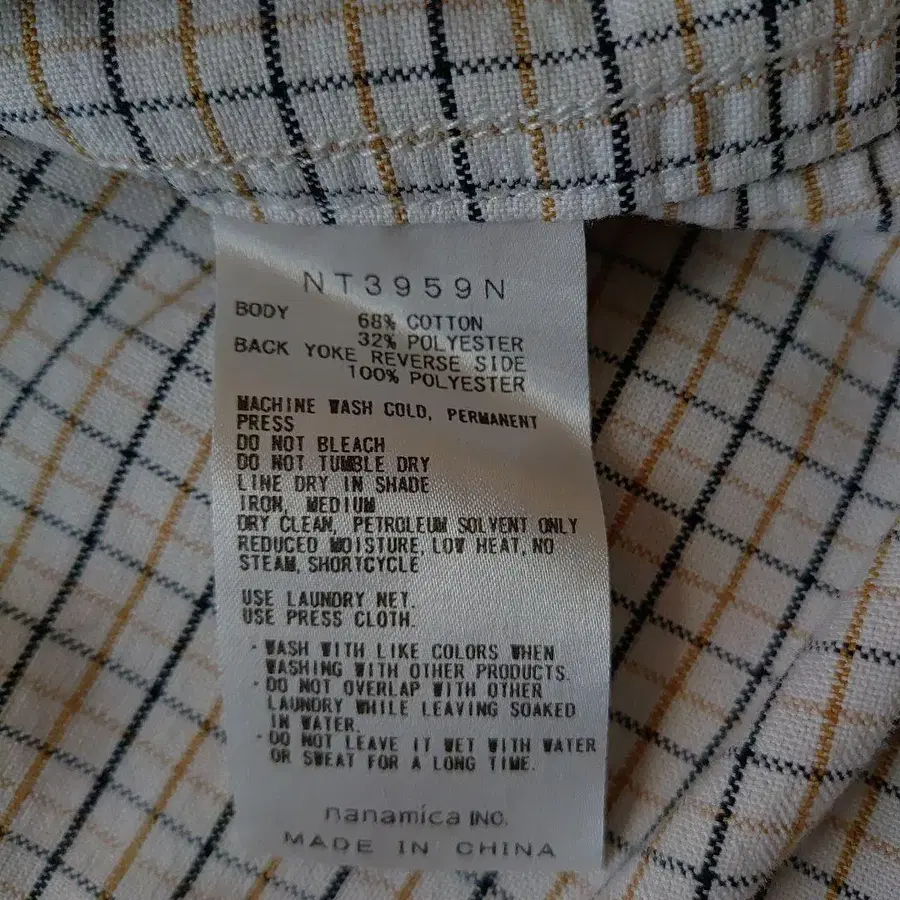 NT3959N
BODY 68% COTTON
32% POLYESTER
BACK YOKE REVERSE SIDE
100% POLYESTER
MACHINE WASH COLD, PERMANENT
PRESS
DO NOT BLEACH
DO NOT TUMBLE DRY
LINE DRY IN SHADE
IRON, MEDIUM
DRY CLEAN, PETROLEUM SOLVENT ONLY
REDUCED MOISTURE, LOW HEAT, NO
STEAM, SHORTCYCLE
USE LAUNDRY NET.
USE PRESS CLOTH.
・WASH WITH LIKE COLORS WHEN
WASHING WITH OTHER PRODUCTS.
・DO NOT OVERLAP WITH OTHER
LAUNDRY WHILE LEAVING SOAKED
IN WATER.
・DO NOT LEAVE IT WET WITH WATER
OR SWEAT FOR A LONG TIME.
nanamica INC.
MADE IN CHINA